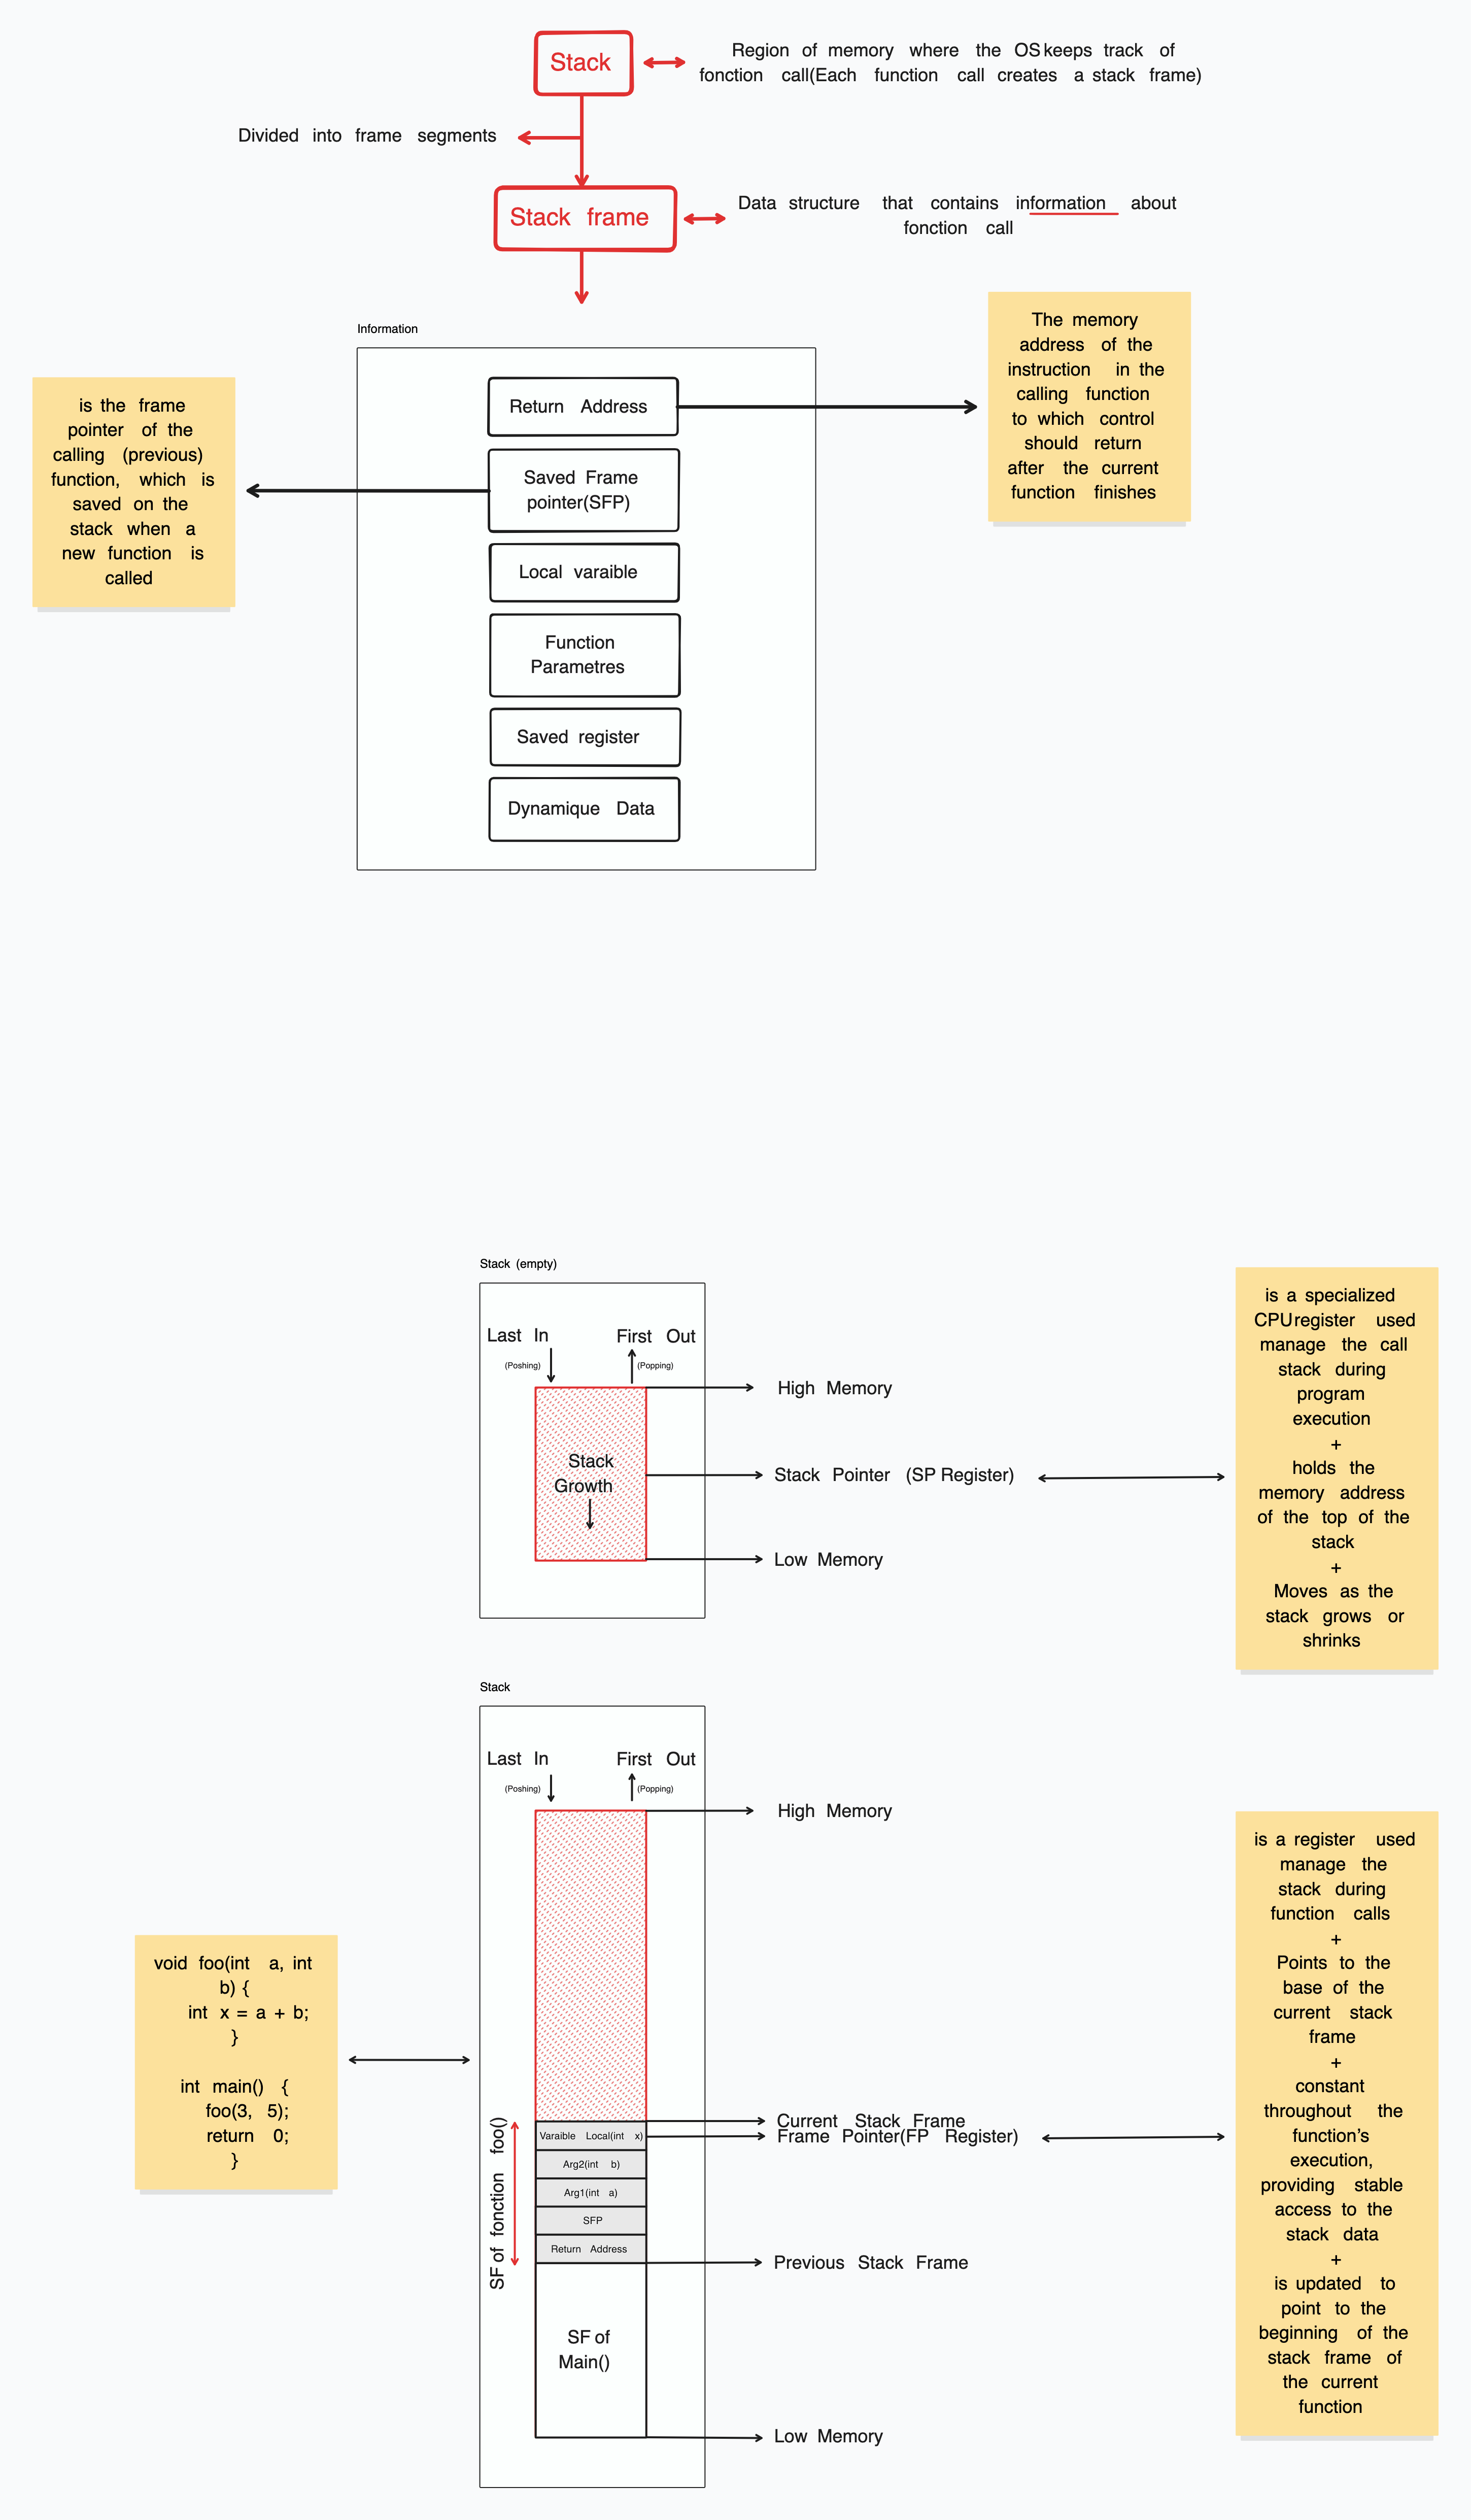 Stack
Region of memory where the OS keeps track of
fonction call(Each function call creates a stack frame)
Divided into frame segments
Stack frame
Data structure that contains information about
fonction call
Information
Return Address
The memory
address of the
instruction in the
calling function
to which control
should return
after the current
function finishes
is the frame
pointer of the
calling (previous)
function, which is
saved on the
stack when a
new function is
called
Saved Frame
pointer(SFP)
Local varaible
Function
Parametres
Saved register
Dynamique Data
Stack (empty)
Last In
First Out
(Poshing)
(Popping)
High Memory
Stack
Growth
Stack Pointer (SP Register)
Low Memory
is a specialized
CPU register used
manage the call
stack during
program
execution
+
holds the
memory address
of the top of the
stack
+
Moves as the
stack grows or
shrinks
Stack
Last In
First Out
(Poshing)
(Popping)
High Memory
void foo(int a, int
b) {
int x = a + b;
}
int main() {
foo(3, 5);
return 0;
}
SF of fonction foo()
Current Stack Frame
Varaible Local(int x)
Frame Pointer(FP Register)
Arg2(int b)
Arg1(int a)
SFP
Return Address
Previous Stack Frame
SF of
Main()
Low Memory
is a register used
manage the
stack during
function calls
+
Points to the
base of the
current stack
frame
+
constant
throughout the
function's
execution,
providing stable
access to the
stack data
+
is updated to
point to the
beginning of the
stack frame of
the current
function